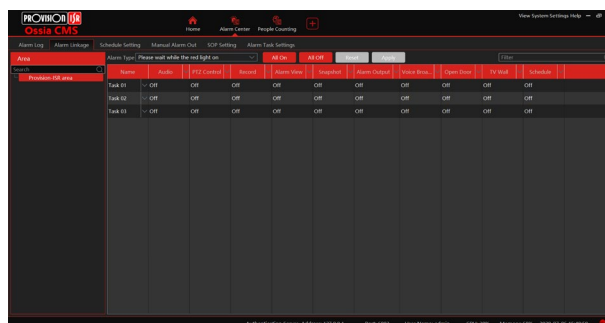 PROVISION ISR
Ossia CMS
Home
Alarm Center
People Counting
View System Settings Help
Alarm Log
Alarm Linkage
Schedule Setting
Manual Alarm Out
SOP Setting
Alarm Task Settings
Area
Search
Provision-ISR area
Alarm Type: Please wait while the red light on
All On
All Off
Reset
Apply
Filter
Name Audio PTZ Control Record Alarm View Snapshot Alarm Output Voice Broa... Open Door TV Wall Schedule
Task 01 Off Off Off Off Off Off Off Off Off Off
Task 02 Off Off Off Off Off Off Off Off Off Off
Task 03 Off Off Off Off Off Off Off Off Off Off